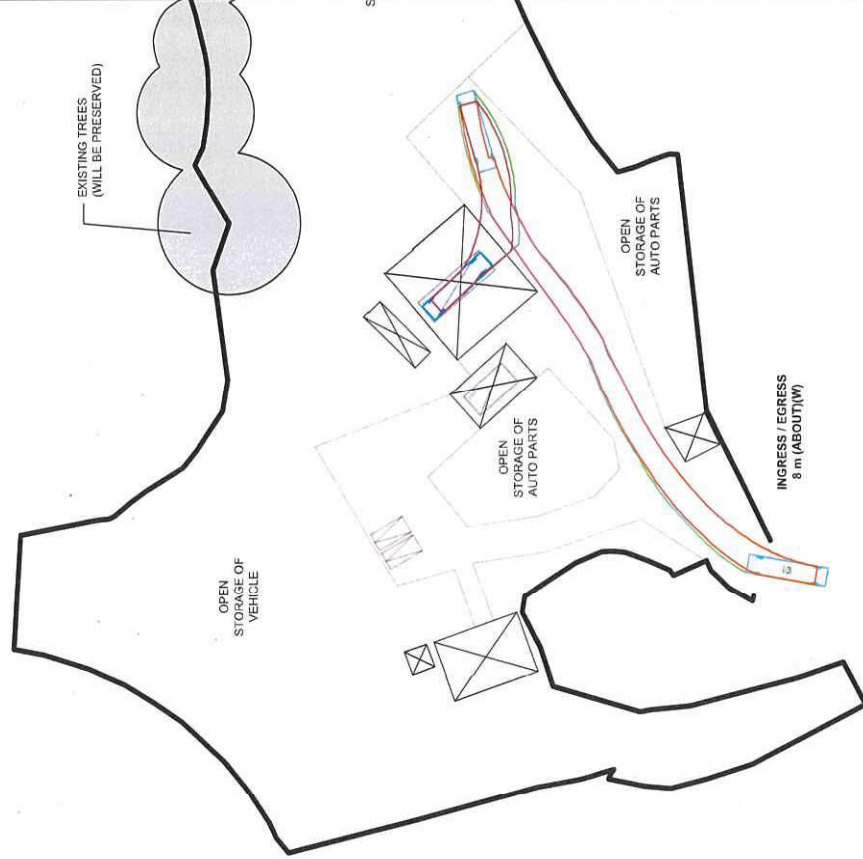 EXISTING TREES
(WILL BE PRESERVED)
S
OPEN
STORAGE OF
AUTO PARTS
OPEN
STORAGE OF
AUTO PARTS
OPEN
STORAGE OF
VEHICLE
INGRESS / EGRESS
8 m (ABOUT)(W)